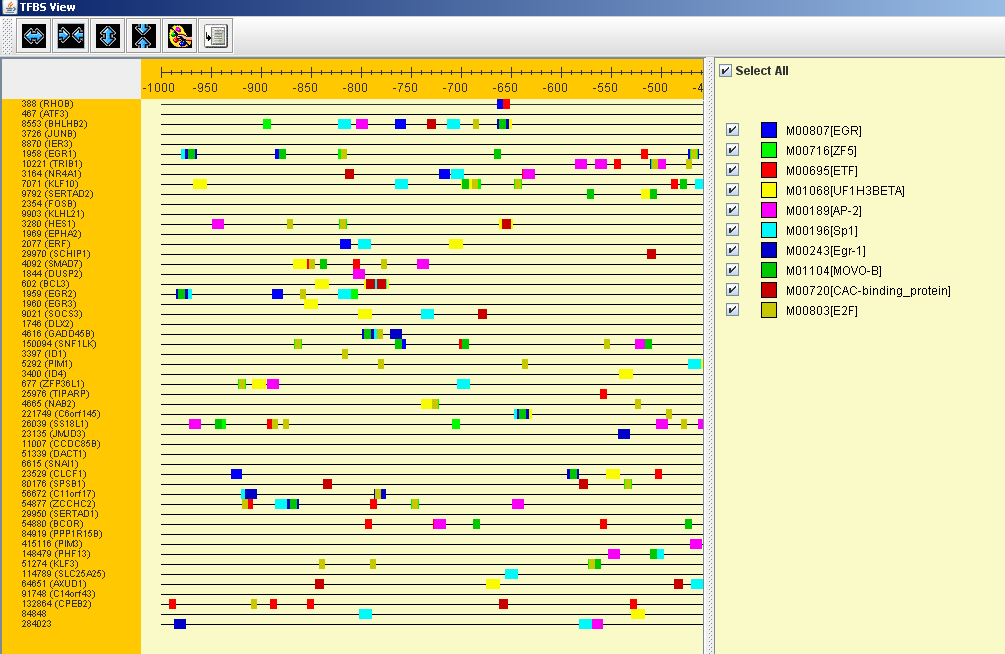 TFBS View
-1000 -950 -900 -850 -800 -750 -700 -650 -600 -550 -500 -4
388 (RHOB)
467 (ATF3)
8553 (BHLHB2)
3726 (JUNB)
8870 (IER3)
1958 (EGR1)
10221 (TRIB1)
3164 (NR4A1)
7071 (KLF10)
9792 (SERTAD2)
2354 (FOSB)
9903 (KLHL21)
3280 (HES1)
1969 (EPHA2)
2077 (ERF)
29970 (SCHIP1)
4092 (SMAD7)
1844 (DUSP2)
602 (BCL3)
1959 (EGR2)
1960 (EGR3)
9021 (SOCS3)
1746 (DLX2)
4616 (GADD45B)
150094 (SNF1LK)
3397 (ID1)
5292 (PIM1)
3400 (ID4)
677 (ZFP36L1)
25976 (TIPARP)
4665 (NAB2)
221749 (C6orf145)
26039 (SS18L1)
23135 (JMJD3)
11007 (CCDC85B)
51339 (DACT1)
6615 (SNAI1)
23529 (CLCF1)
80176 (SPSB1)
56672 (C11orf17)
54877 (ZCCHC2)
29950 (SERTAD1)
54880 (BCOR)
84919 (PPP1R15B)
415116 (PIM3)
148479 (PHF13)
51274 (KLF3)
114789 (SLC25A25)
64651 (AXUD1)
91748 (C14orf43)
132864 (CPEB2)
84848
284023
Select All
M00807[EGR]
M00716[ZF5]
M00695[ETF]
M01068[UF1H3BETA]
M00189[AP-2]
M00196[Sp1]
M00243[Egr-1]
M01104[MOVO-B]
M00720[CAC-binding_protein]
M00803[E2F]